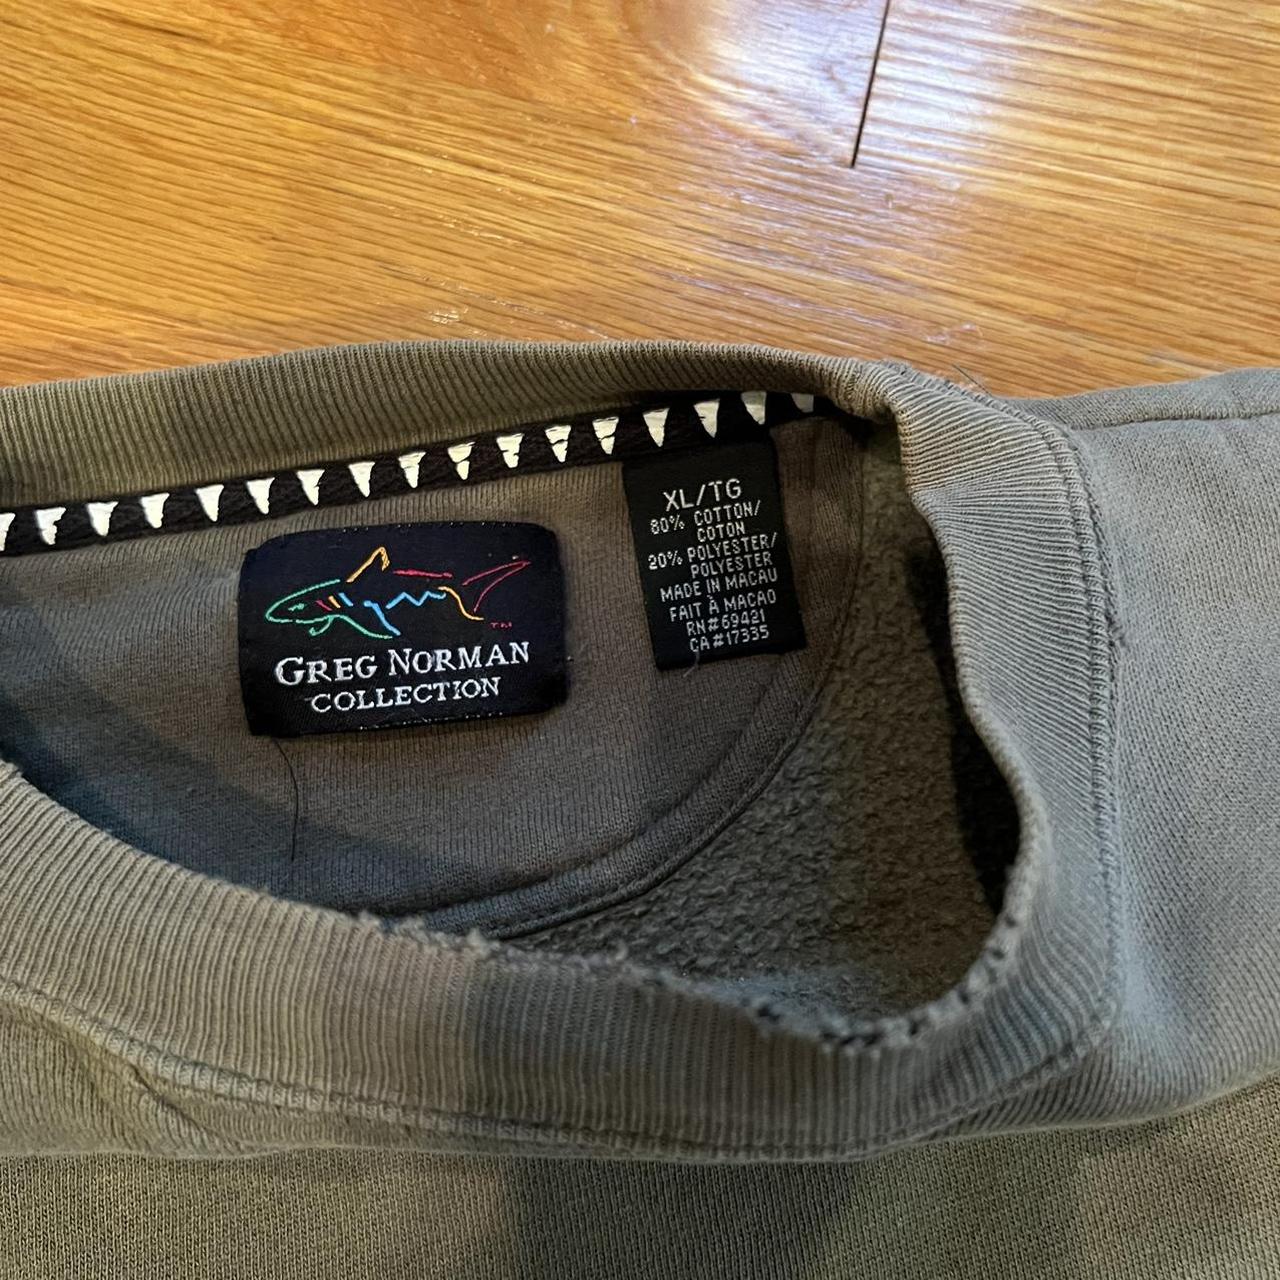 TM
GREG NORMAN
COLLECTION
XL/TG
80% COTTON/
COTON
20% POLYESTER/
POLYESTER
MADE IN MACAU
FAIT À MACAO
RN#69421
CA#17335